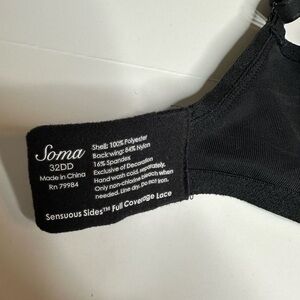 Soma
32DD
Made in China
Rn 79984
Shell: 100% Polyester
Back wing: 84% Nylon
16% Spandex
Exclusive of Decoration
Hand wash cold, separately.
Only non-chlorine bleach when
needed. Line dry. Do not iron.
Sensuous Sides™ Full Coverage Lace